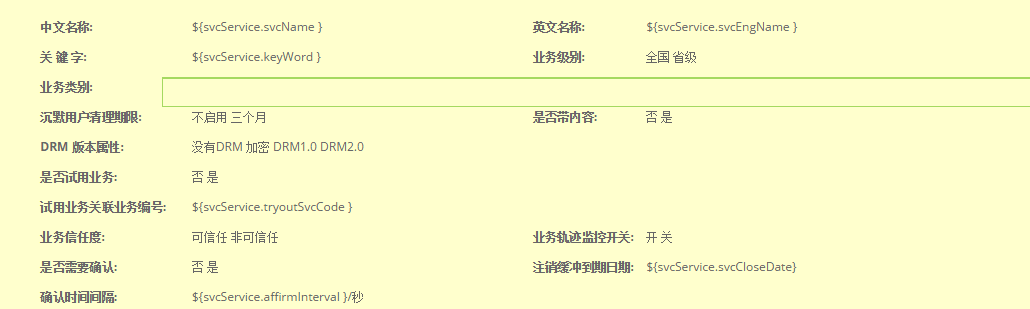 中文名称: ${svcService.svcName } 英文名称: ${svcService.svcEngName }
关 键 字: ${svcService.keyWord } 业务级别: 全国 省级
业务类别:
沉默用户清理期限: 不启用 三个月 是否带内容: 否 是
DRM 版本属性: 没有DRM 加密 DRM1.0 DRM2.0
是否试用业务: 否 是
试用业务关联业务编号: ${svcService.tryoutSvcCode }
业务信任度: 可信任 非可信任 业务轨迹监控开关: 开 关
是否需要确认: 否 是 注销缓冲到期日期: ${svcService.svcCloseDate}
确认时间间隔: ${svcService.affirmInterval }/秒